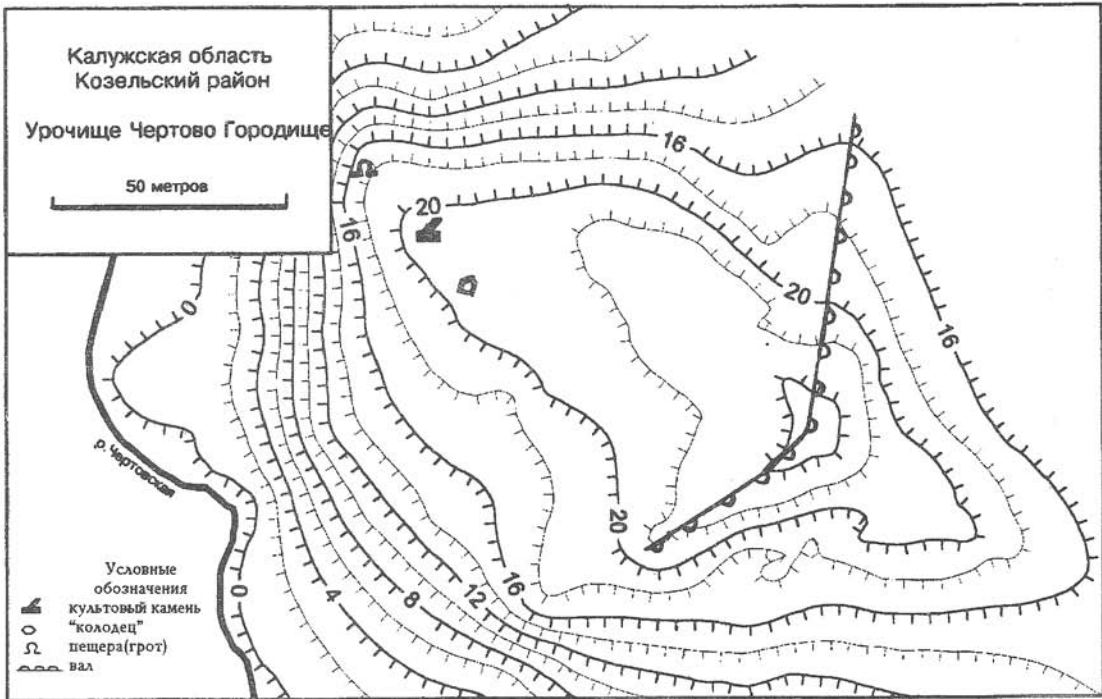 Калужская область
Козельский район
Урочище Чертово Городище
50 метров
16
20
16
0
20
16
р. Чертовская
20
0
4
8
12
16
Условные
обозначения
культовый камень
"колодец"
пещера(грот)
вал